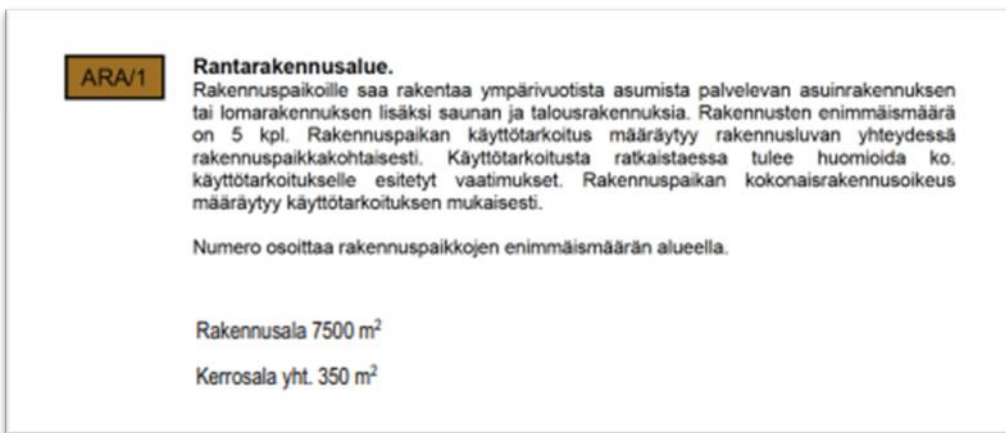 ARA/1
Rantarakennusalue.
Rakennuspaikoille saa rakentaa ympärivuotista asumista palvelevan asuinrakennuksen
tai lomarakennuksen lisäksi saunan ja talousrakennuksia. Rakennusten enimmäismäärä
on 5 kpl. Rakennuspaikan käyttötarkoitus määräytyy rakennusluvan yhteydessä
rakennuspaikkakohtaisesti. Käyttötarkoitusta ratkaistaessa tulee huomioida ko.
käyttötarkoitukselle esitetyt vaatimukset. Rakennuspaikan kokonaisrakennusoikeus
määräytyy käyttötarkoituksen mukaisesti.
Numero osoittaa rakennuspaikkojen enimmäismäärän alueella.
Rakennusala 7500 m²
Kerrosala yht. 350 m²